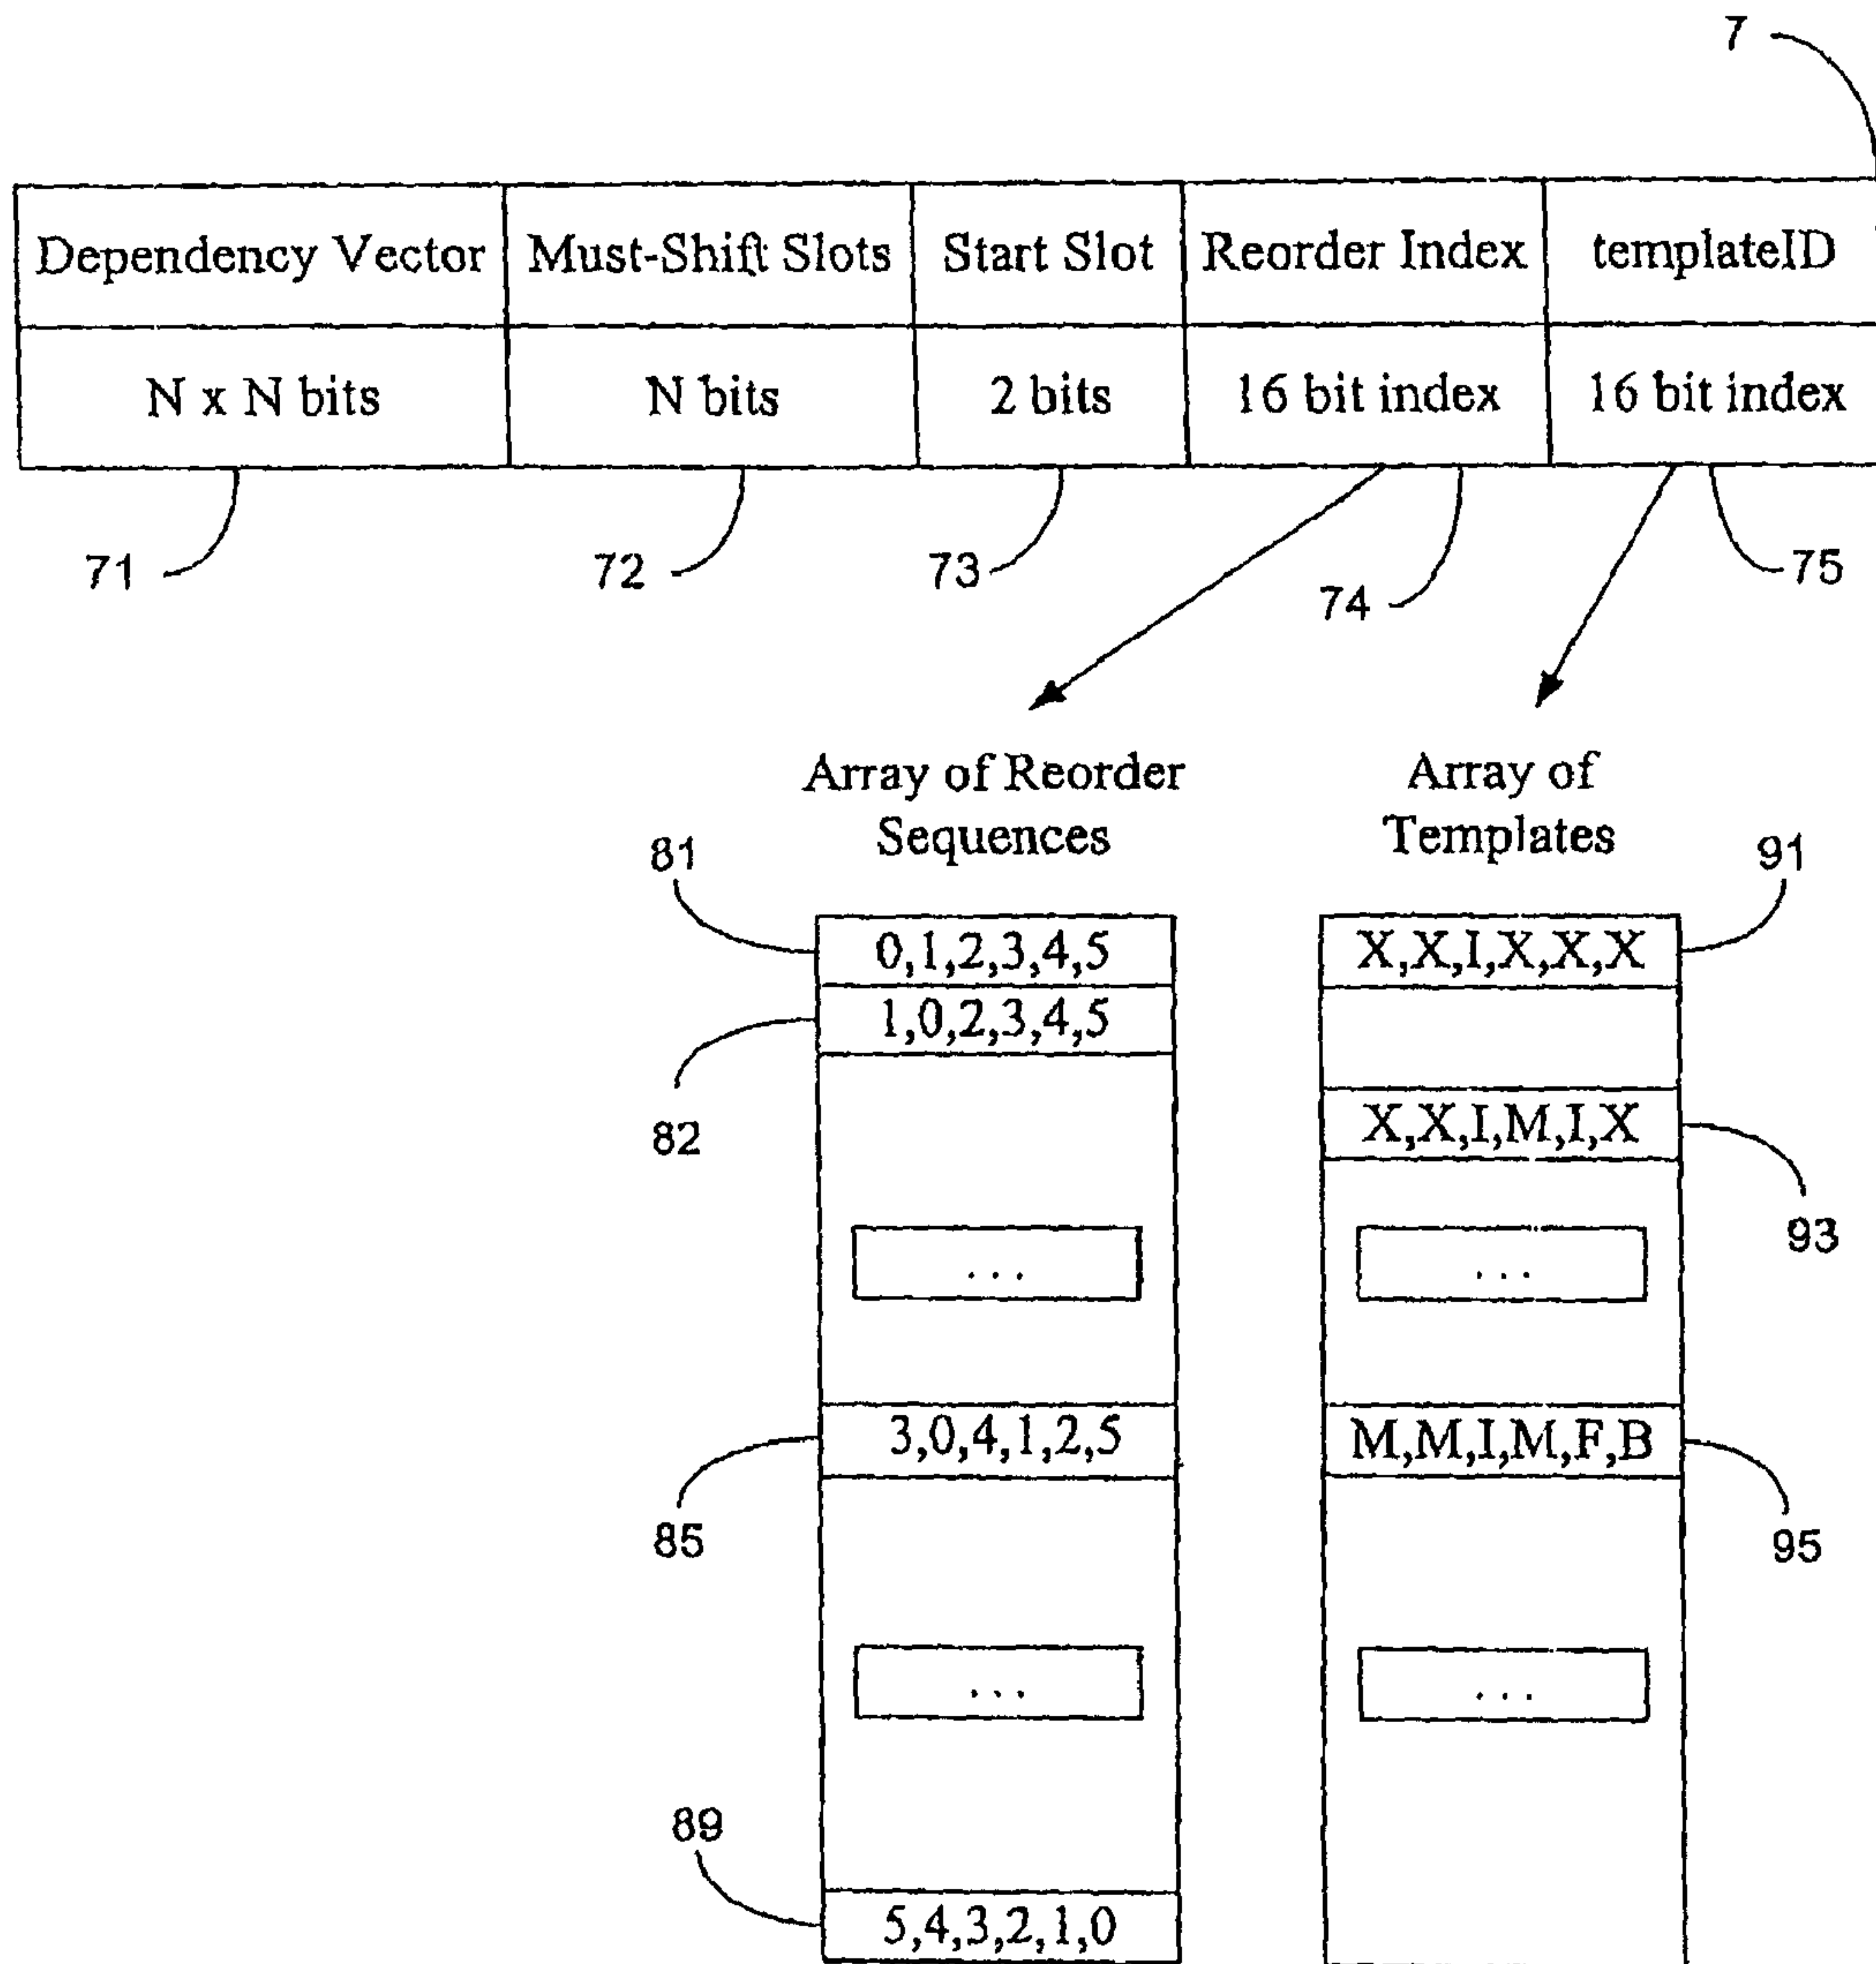 7
Dependency Vector Must-Shift Slots Start Slot Reorder Index templateID
N x N bits N bits 2 bits 16 bit index 16 bit index
71 72 73 74 75
Array of Reorder
Sequences
Array of
Templates
81
0,1,2,3,4,5
82
1,0,2,3,4,5
...
85
3,0,4,1,2,5
...
89
5,4,3,2,1,0
91
X,X,I,X,X,X
93
X,X,I,M,I,X
...
95
M,M,I,M,F,B
...